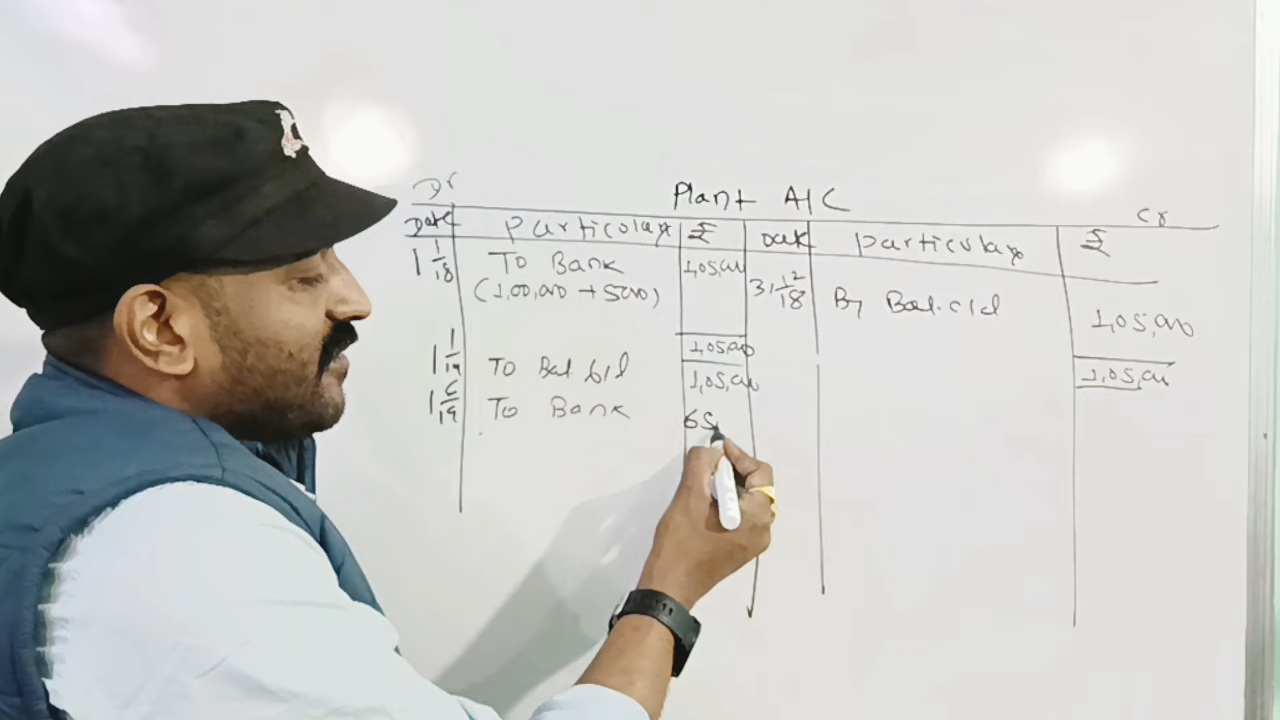 Dr Plant A/C Cr
Date Particulars ₹ Date Particulars ₹
1 1/18 To Bank 1,05,000 31 12/18 By Bal. c/d 1,05,000
(1,00,000 + 5000)
1,05,000 1,05,000
1 1/19 To Bal b/d 1,05,000
1 6/19 To Bank 65